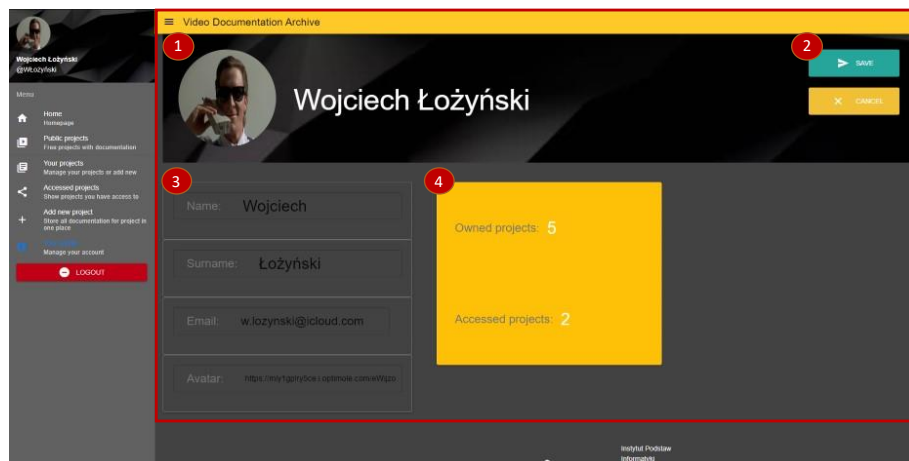 Wojciech Łożyński
@WŁożyński
Menu
Home
Homepage
Public projects
Free projects with documentation
Your projects
Manage your projects or add new
Accessed projects
Show projects you have access to
Add new project
Store all documentation for project in
one place
Manage your account
LOGOUT
Video Documentation Archive
1
2
Wojciech Łożyński
SAVE
CANCEL
3
Name: Wojciech
Surname: Łożyński
Email: w.lozynski@icloud.com
Avatar:
4
Owned projects: 5
Accessed projects: 2
Instytut Podstaw
Informatyki